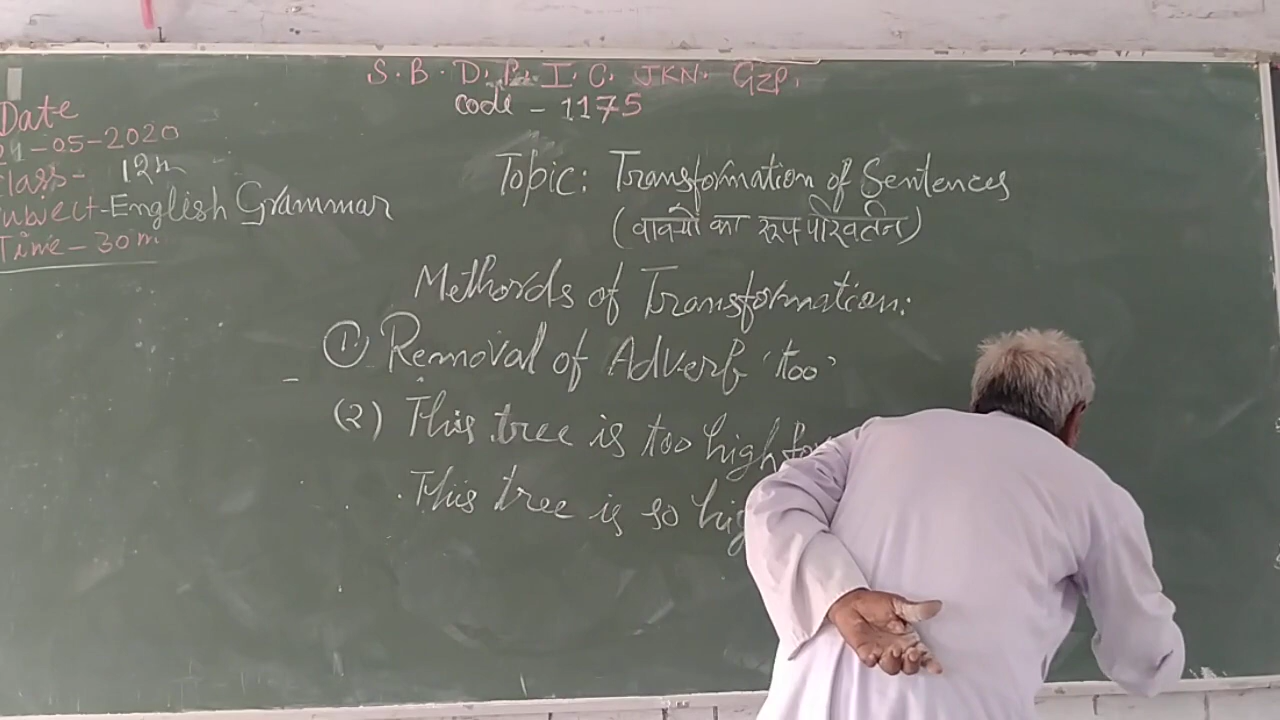 S. B. D. P. I. C. JKN. GZP.
Code - 1175
Date
21-05-2020
Class- 12th
Subject-English Grammar
Time - 30m
Topic: Transformation of Sentences
(वाक्यों का रूप परिवर्तन)
Methords of Transformation:
(1) Removal of Adverb 'too'
(2) This tree is too high for
This tree is so hig